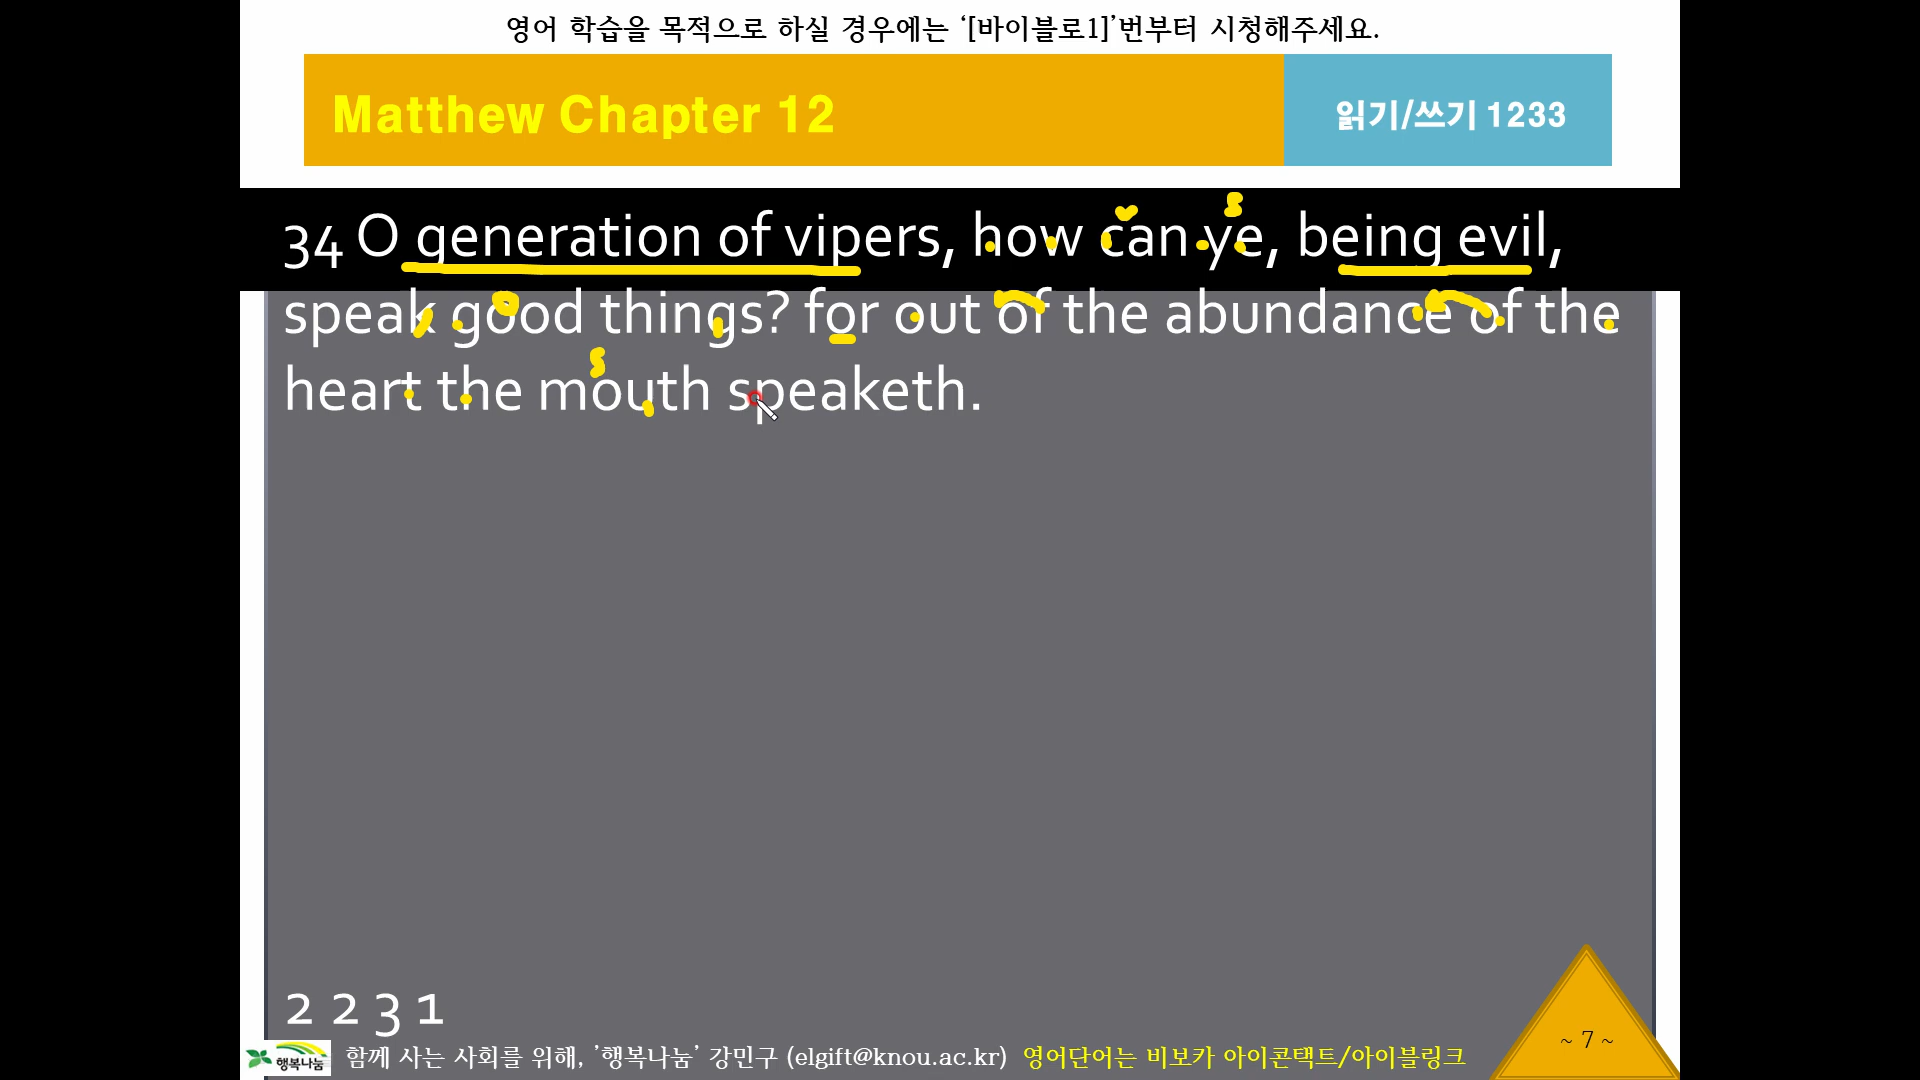 영어 학습을 목적으로 하실 경우에는 ‘[바이블로1]’번부터 시청해주세요.
Matthew Chapter 12
읽기/쓰기 1233
34 O generation of vipers, how can ye, being evil,
speak good things? for out of the abundance of the
heart the mouth speaketh.
2 2 3 1
행복나눔
함께 사는 사회를 위해, ’행복나눔’ 강민구 (elgift@knou.ac.kr) 영어단어는 비보카 아이콘택트/아이블링크
~ 7 ~